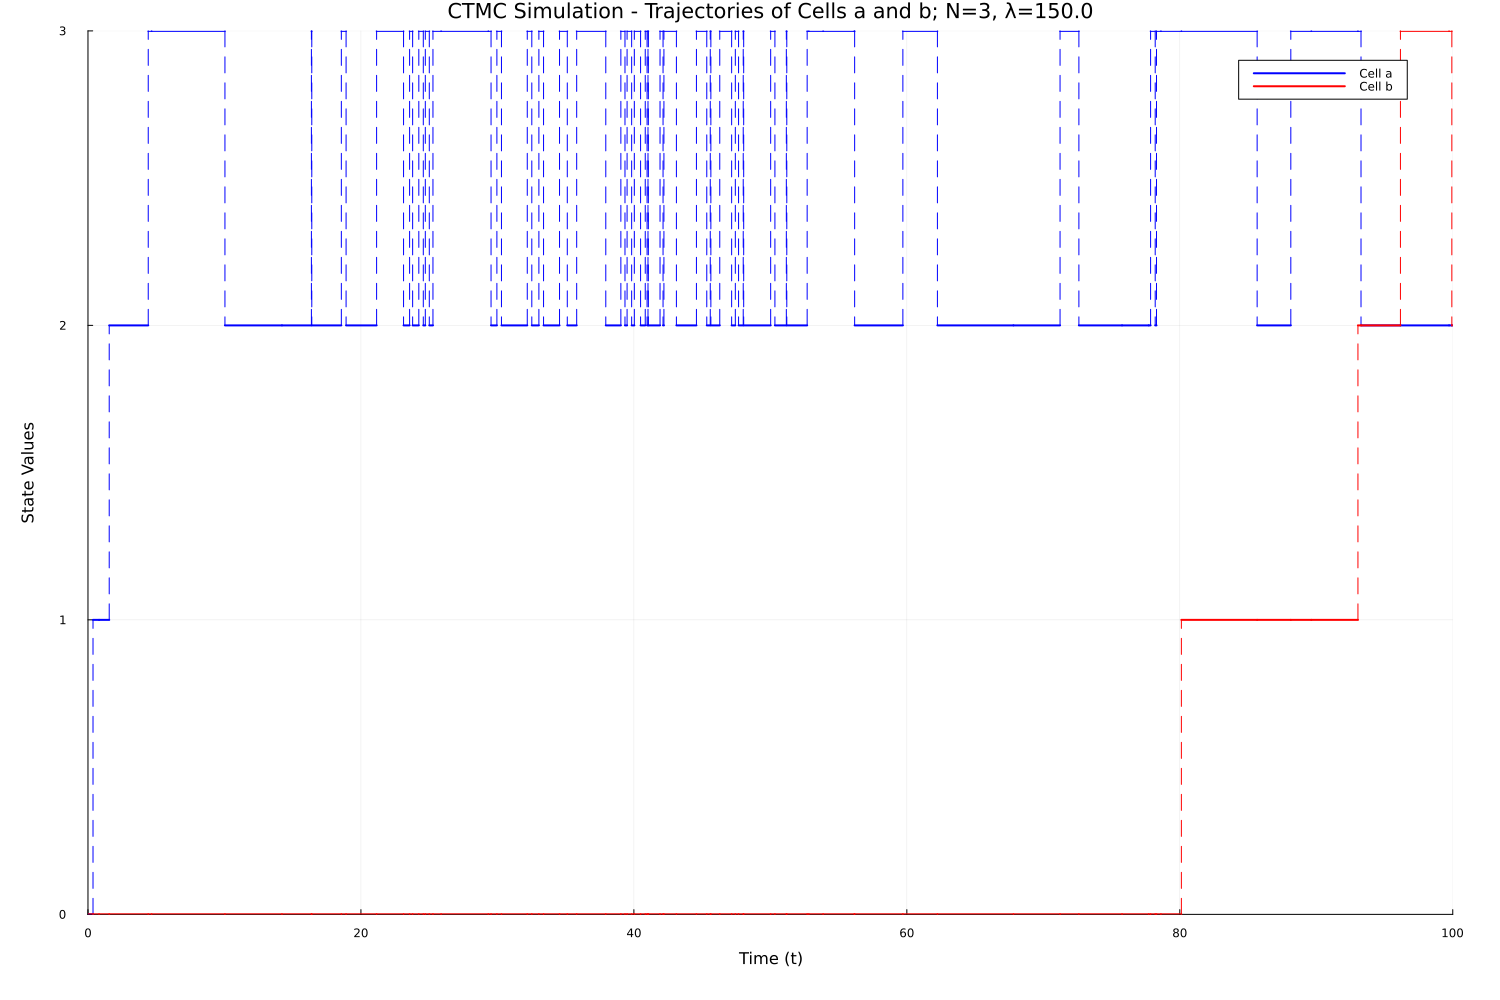 CTMC Simulation - Trajectories of Cells a and b; N=3, λ=150.0
3
Cell a
Cell b
2
State Values
1
0
0 20 40 60 80 100
Time (t)